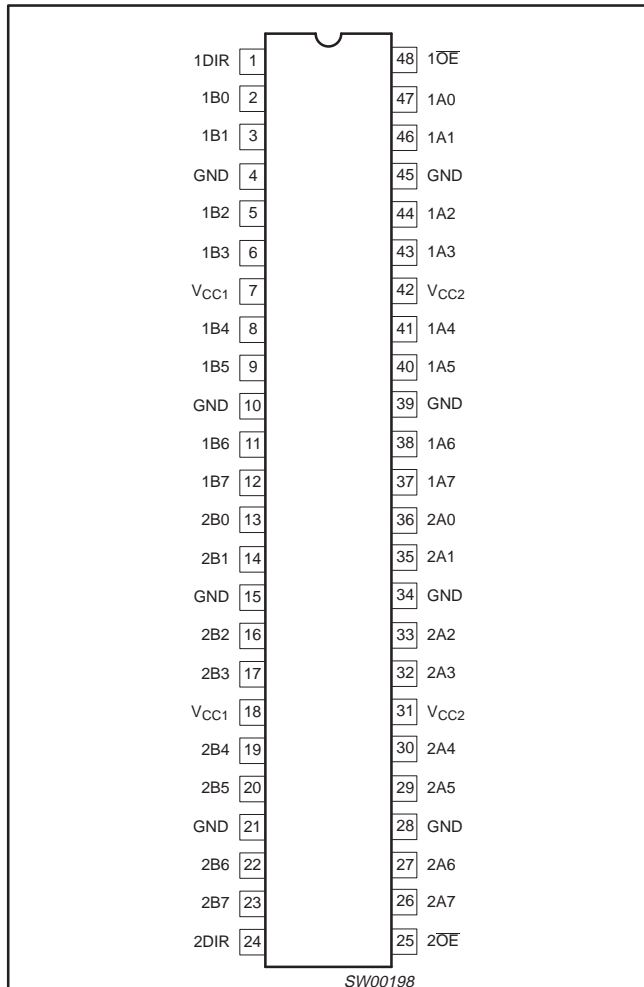 1DIR 1 48 1O̅E̅
1B0 2 47 1A0
1B1 3 46 1A1
GND 4 45 GND
1B2 5 44 1A2
1B3 6 43 1A3
VCC1 7 42 VCC2
1B4 8 41 1A4
1B5 9 40 1A5
GND 10 39 GND
1B6 11 38 1A6
1B7 12 37 1A7
2B0 13 36 2A0
2B1 14 35 2A1
GND 15 34 GND
2B2 16 33 2A2
2B3 17 32 2A3
VCC1 18 31 VCC2
2B4 19 30 2A4
2B5 20 29 2A5
GND 21 28 GND
2B6 22 27 2A6
2B7 23 26 2A7
2DIR 24 25 2O̅E̅
SW00198